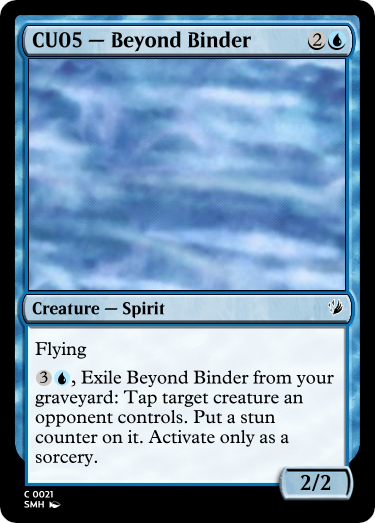 CU05 — Beyond Binder 2
Creature — Spirit
Flying
3, Exile Beyond Binder from your
graveyard: Tap target creature an
opponent controls. Put a stun
counter on it. Activate only as a
sorcery.
2/2
C 0021
SMH